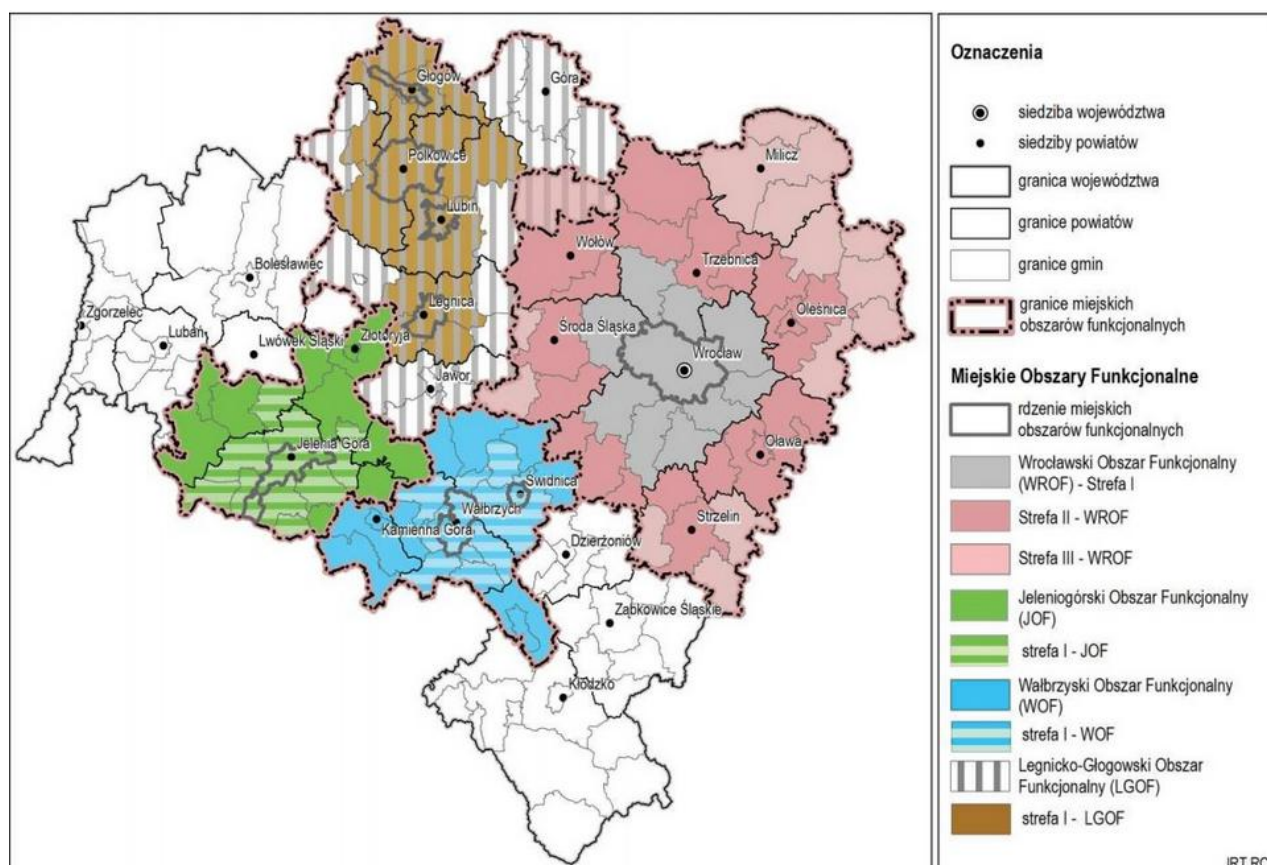 Głogów
Góra
Polkowice
Milicz
Lubin
Wołów
Trzebnica
Bolesławiec
Legnica
Oleśnica
Zgorzelec
Lubań
Złotoryja
Środa Śląska
Lwówek Śląski
Wrocław
Jawor
Jelenia Góra
Oława
Świdnica
Wałbrzych
Kamienna Góra
Strzelin
Dzierżoniów
Ząbkowice Śląskie
Kłodzko
Oznaczenia
siedziba województwa
siedziby powiatów
granica województwa
granice powiatów
granice gmin
granice miejskich
obszarów funkcjonalnych
Miejskie Obszary Funkcjonalne
rdzenie miejskich
obszarów funkcjonalnych
Wrocławski Obszar Funkcjonalny
(WROF) - Strefa I
Strefa II - WROF
Strefa III - WROF
Jeleniogórski Obszar Funkcjonalny
(JOF)
strefa I - JOF
Wałbrzyski Obszar Funkcjonalny
(WOF)
strefa I - WOF
Legnicko-Głogowski Obszar
Funkcjonalny (LGOF)
strefa I - LGOF